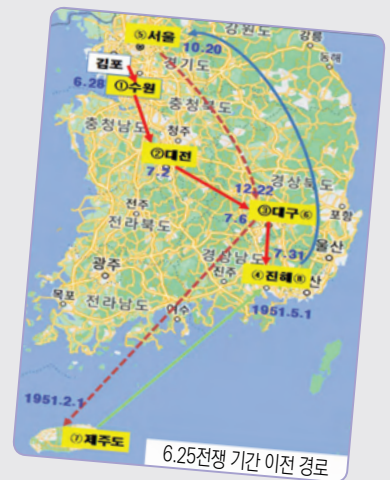 ⑤서울
강원도
강릉
10.20
동해
김포
경기도
6.28
①수원
충청북도
충청남도
청주
②대전
7.2
12.22
경상북도
전주
③대구⑥
7.6
포항
전라북도
경상남도
울산
7.31
광주
진주
④진해⑧
산
목포
전라남도
여수
1951.5.1
1951.2.1
⑦제주도
6.25전쟁 기간 이전 경로